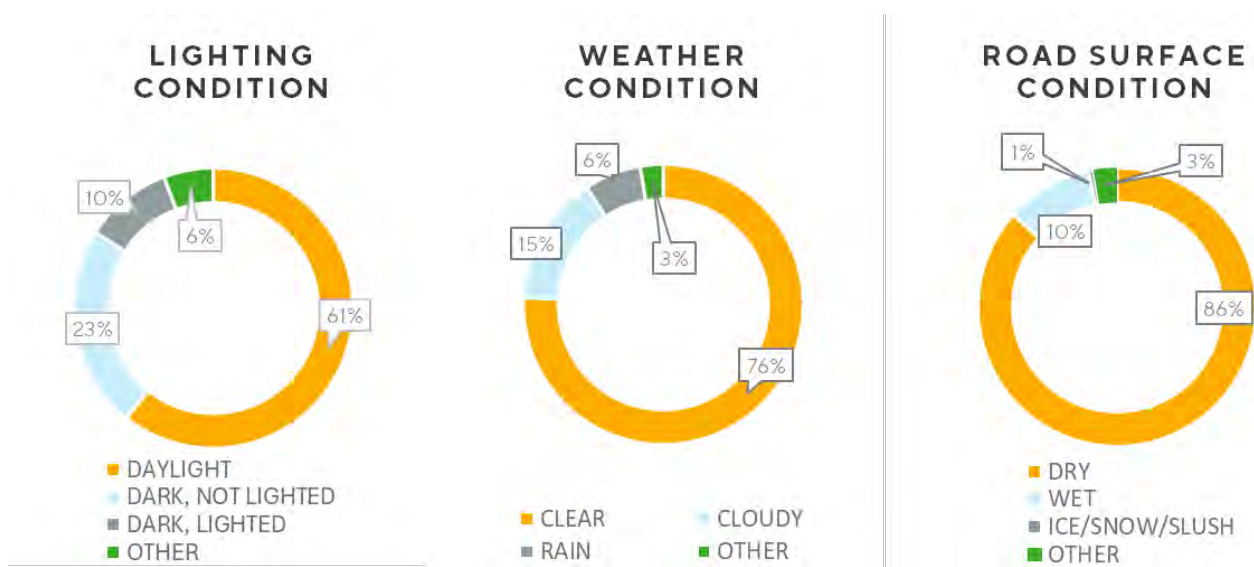 LIGHTING
CONDITION
10%
6%
23%
61%
DAYLIGHT
DARK, NOT LIGHTED
DARK, LIGHTED
OTHER
WEATHER
CONDITION
6%
15%
3%
76%
CLEAR
CLOUDY
RAIN
OTHER
ROAD SURFACE
CONDITION
1%
3%
10%
86%
DRY
WET
ICE/SNOW/SLUSH
OTHER